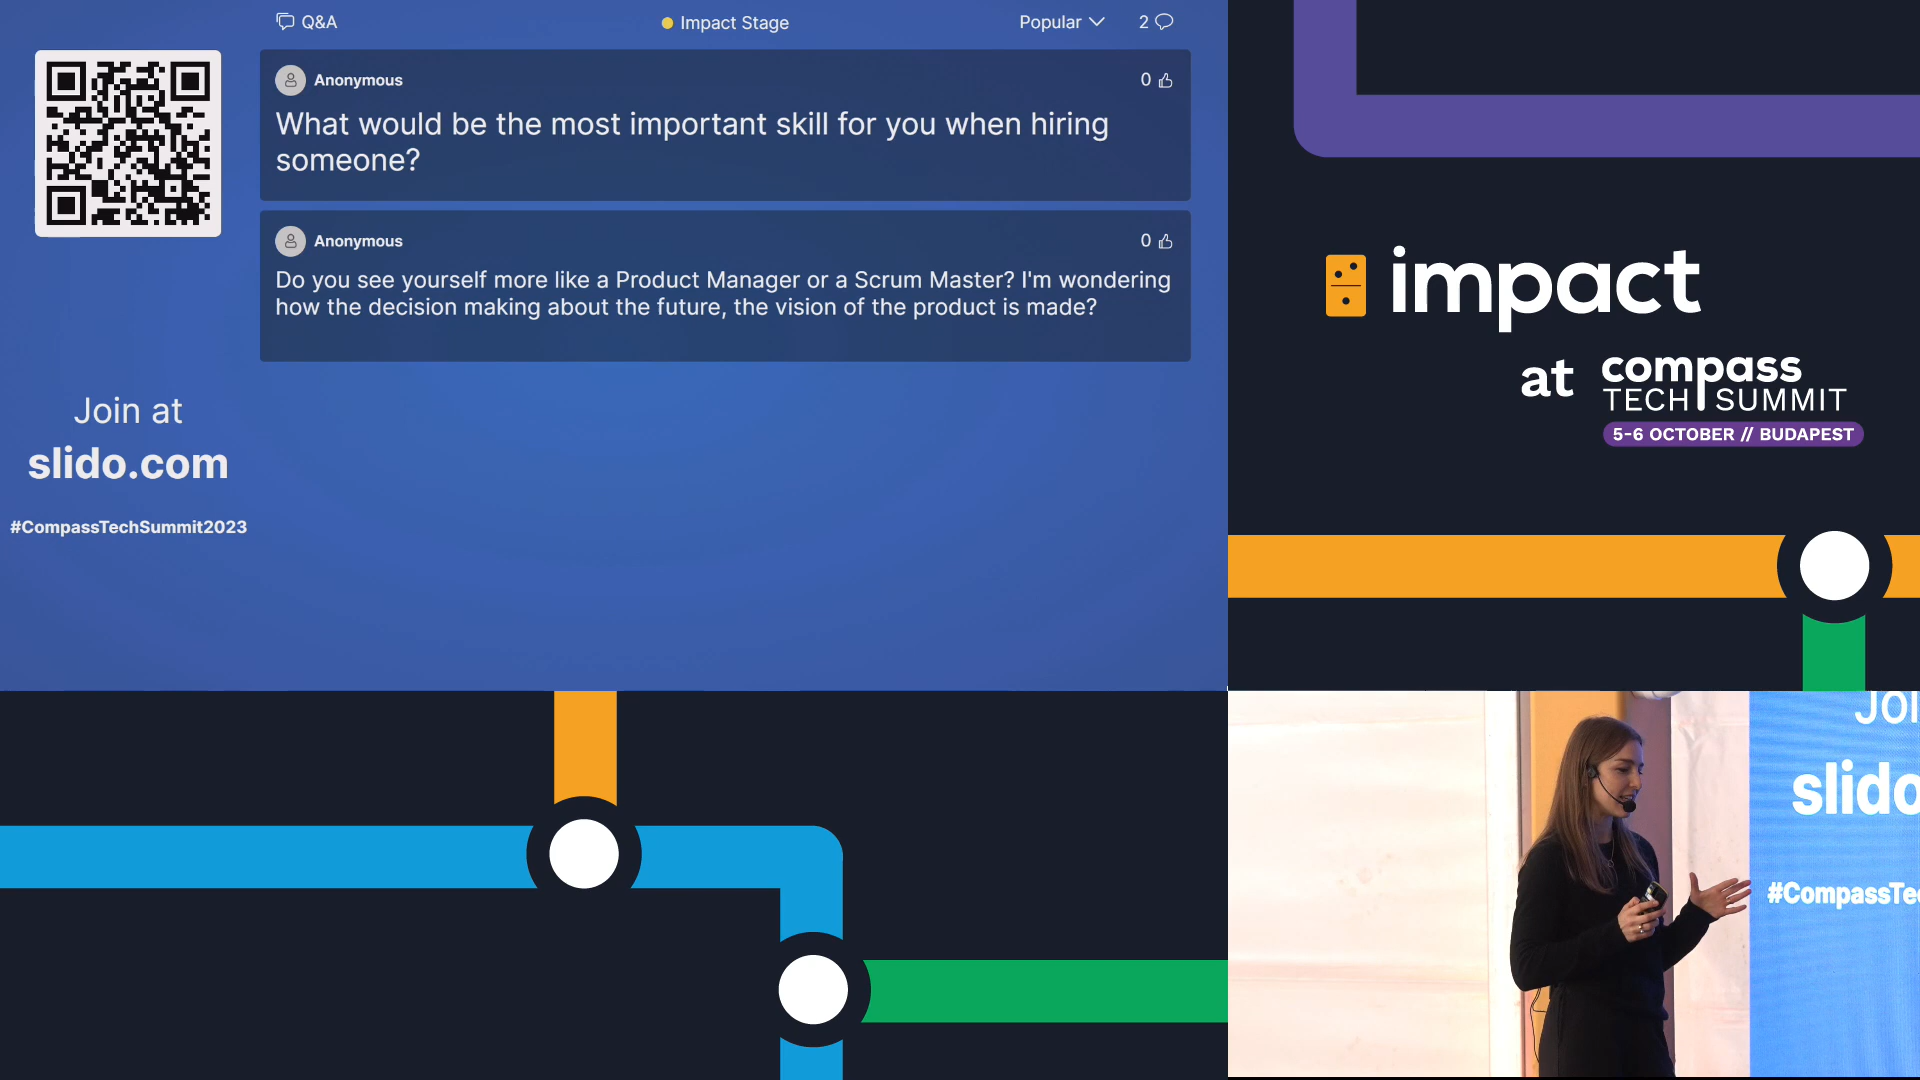 Q&A
Impact Stage
Popular
2
Anonymous
0
What would be the most important skill for you when hiring
someone?
Anonymous
0
Do you see yourself more like a Product Manager or a Scrum Master? I'm wondering
how the decision making about the future, the vision of the product is made?
Join at
slido.com
#CompassTechSummit2023
impact
at compass
TECH SUMMIT
5-6 OCTOBER // BUDAPEST
Joi
slido
#CompassTec